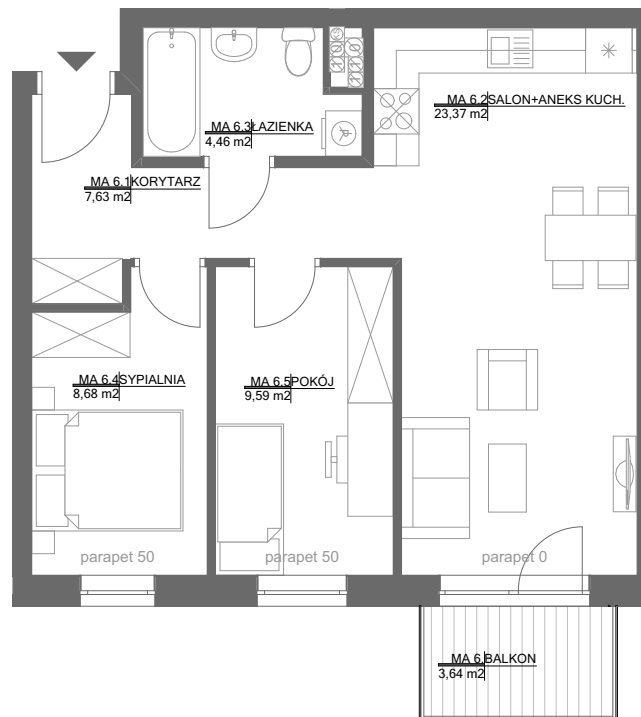 MA 6.3ŁAZIENKA
4,46 m2
MA 6.2SALON+ANEKS KUCH.
23,37 m2
MA 6.1KORYTARZ
7,63 m2
MA 6.4SYPIALNIA
8,68 m2
MA 6.5POKÓJ
9,59 m2
parapet 50
parapet 50
parapet 0
MA 6.BALKON
3,64 m2